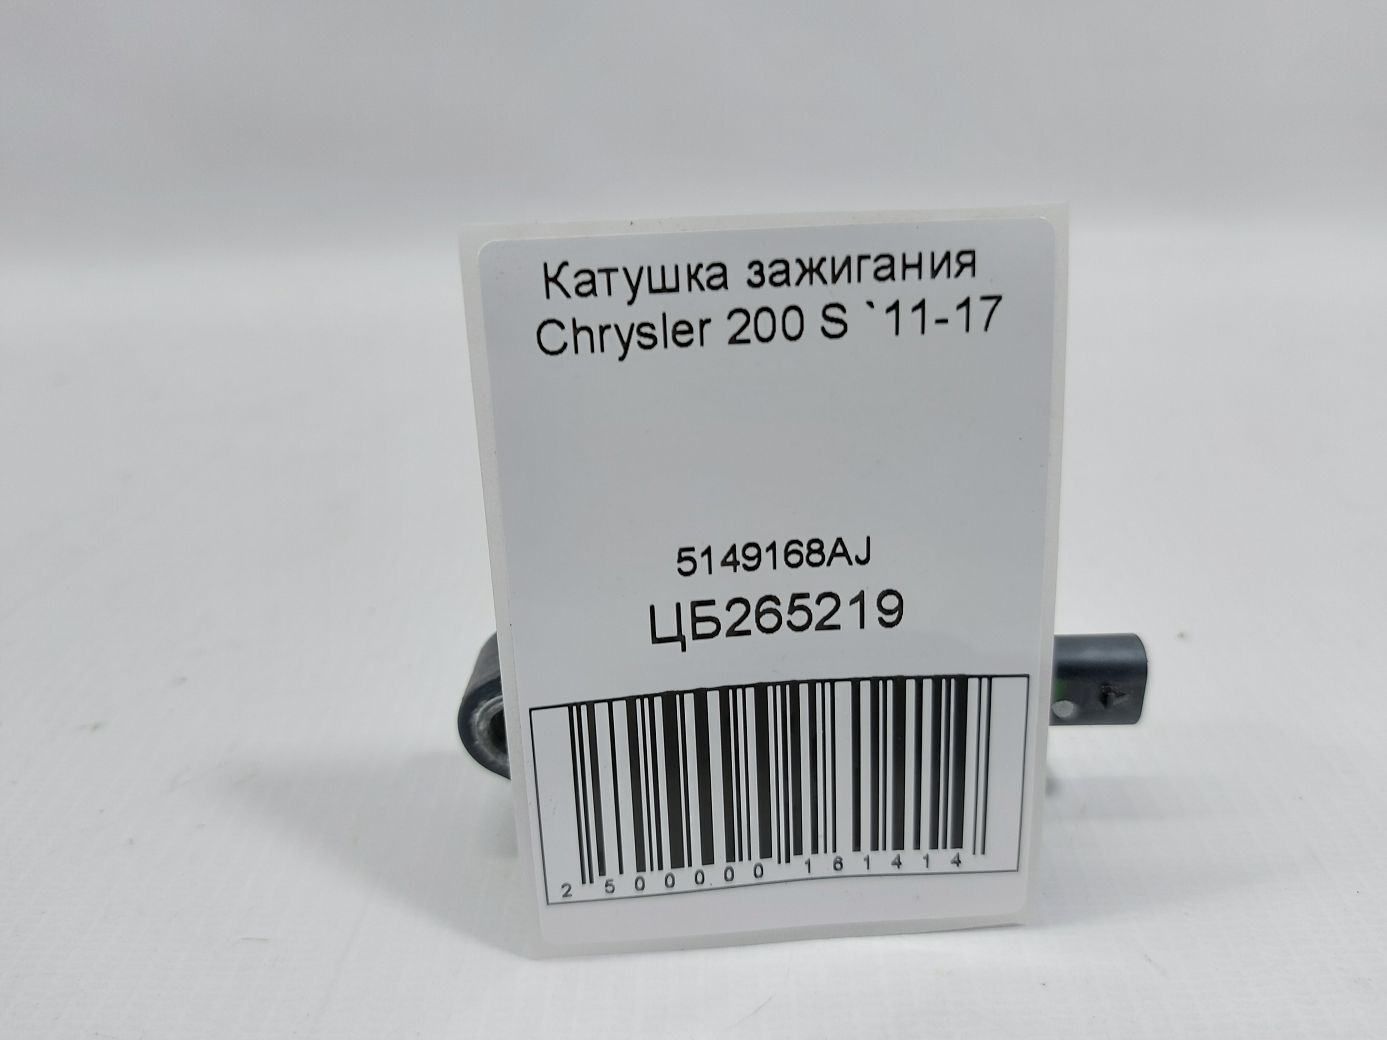 Катушка зажигания
Chrysler 200 S `11-17
5149168AJ
ЦБ265219
2 500000 161414